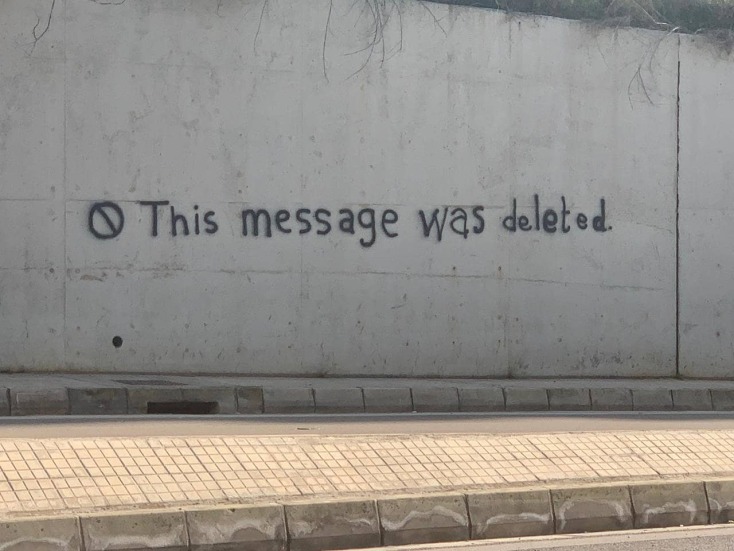 🛇 This message was deleted.